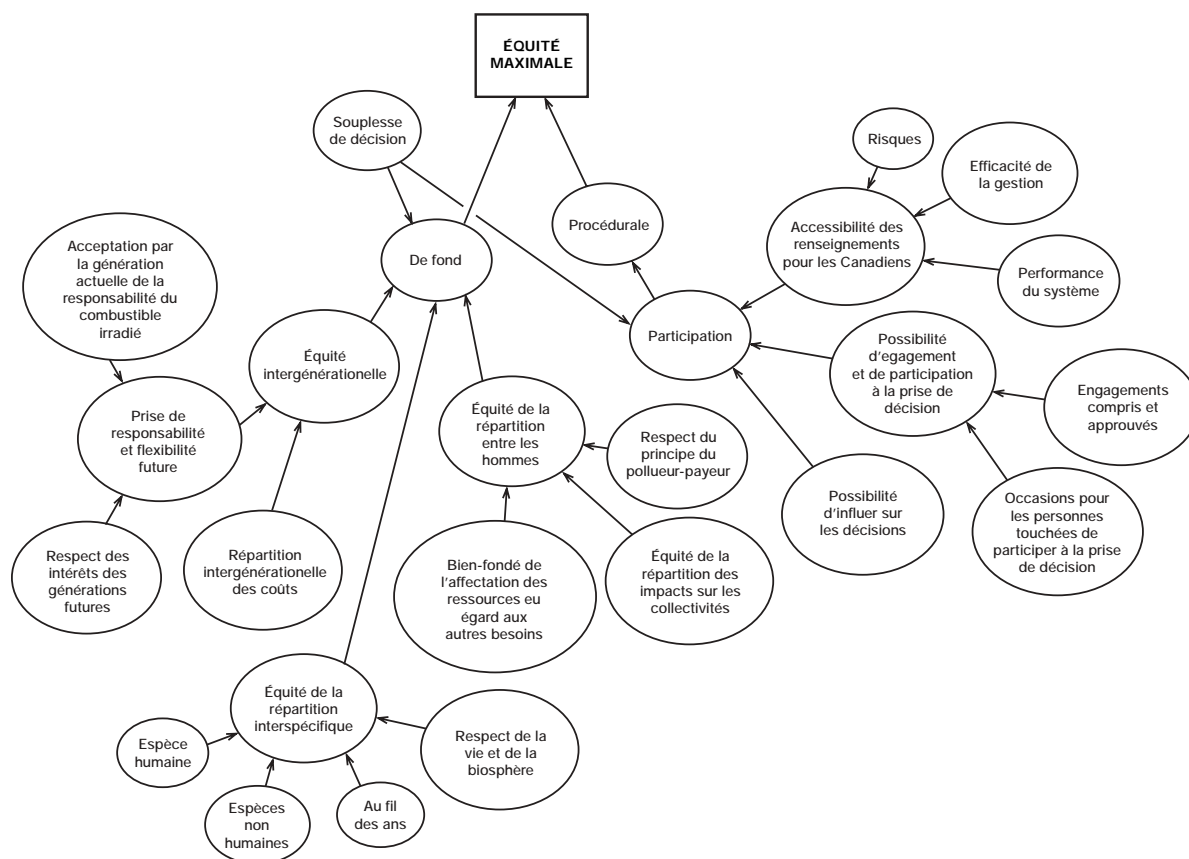 ÉQUITÉ
MAXIMALE
Souplesse
de décision
Risques
Efficacité de
la gestion
Procédurale
Accessibilité des
renseignements
pour les Canadiens
Acceptation par
la génération
actuelle de la
responsabilité du
combustible
irradié
De fond
Performance
du système
Participation
Équité
intergénérationelle
Possibilité
d'egagement
et de participation
à la prise de
décision
Prise de
responsabilité
et flexibilité
future
Équité de la
répartition
entre les
hommes
Engagements
compris et
approuvés
Respect du
principe du
pollueur-payeur
Possibilité
d'influer sur
les décisions
Occasions pour
les personnes
touchées de
participer à la prise
de décision
Respect des
intérêts des
générations
futures
Répartition
intergénérationelle
des coûts
Bien-fondé de
l'affectation des
ressources eu
égard aux
autres besoins
Équité de la
répartition des
impacts sur les
collectivités
Équité de la
répartition
interspécifique
Espèce
humaine
Respect de la
vie et de la
biosphère
Espèces
non
humaines
Au fil
des ans